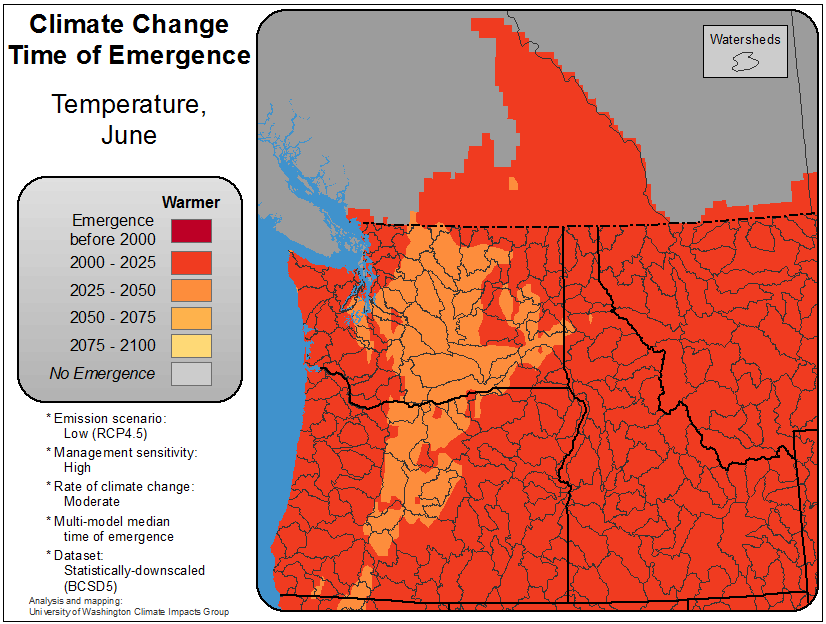 Climate Change
Time of Emergence
Temperature,
June
Watersheds
Warmer
Emergence
before 2000
2000 - 2025
2025 - 2050
2050 - 2075
2075 - 2100
No Emergence
* Emission scenario:
Low (RCP4.5)
* Management sensitivity:
High
* Rate of climate change:
Moderate
* Multi-model median
time of emergence
* Dataset:
Statistically-downscaled
(BCSD5)
Analysis and mapping:
University of Washington Climate Impacts Group